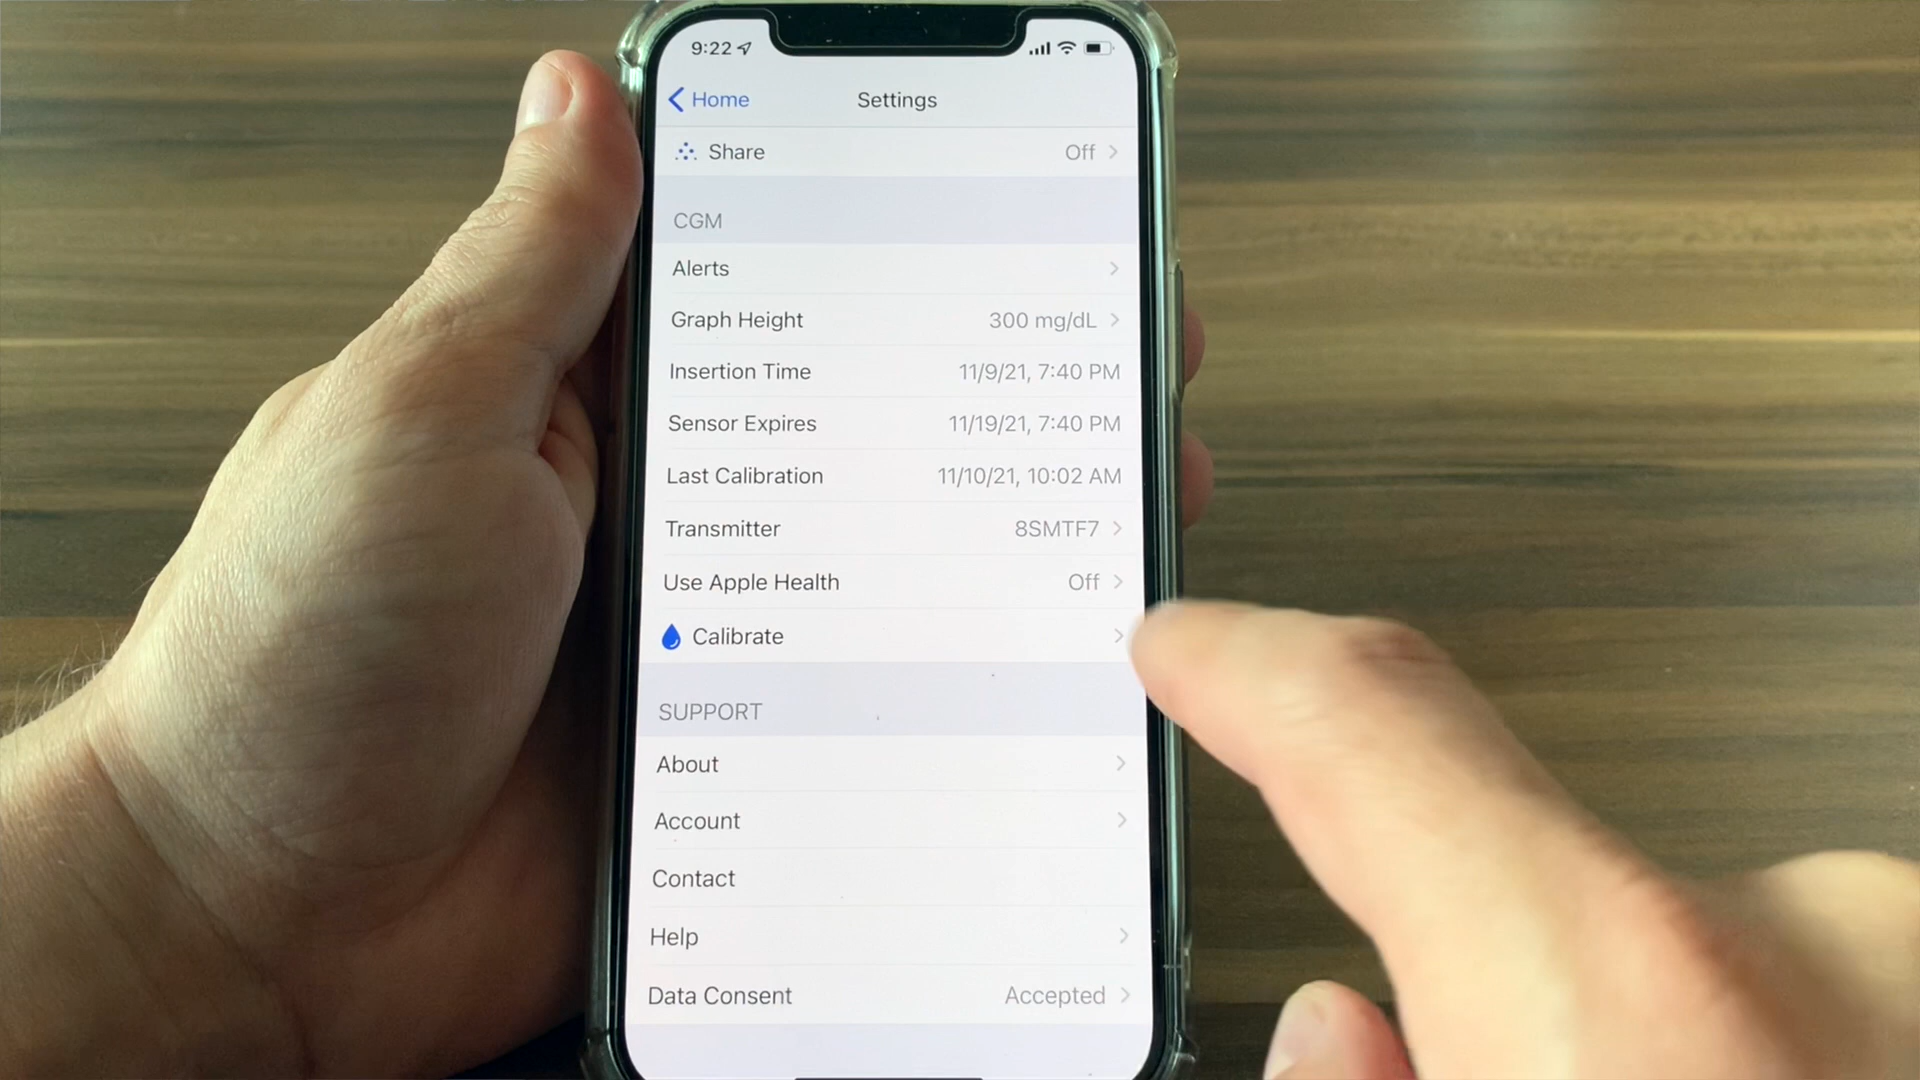 9:22
Home Settings
Share Off
CGM
Alerts
Graph Height 300 mg/dL
Insertion Time 11/9/21, 7:40 PM
Sensor Expires 11/19/21, 7:40 PM
Last Calibration 11/10/21, 10:02 AM
Transmitter 8SMTF7
Use Apple Health Off
Calibrate
SUPPORT
About
Account
Contact
Help
Data Consent Accepted